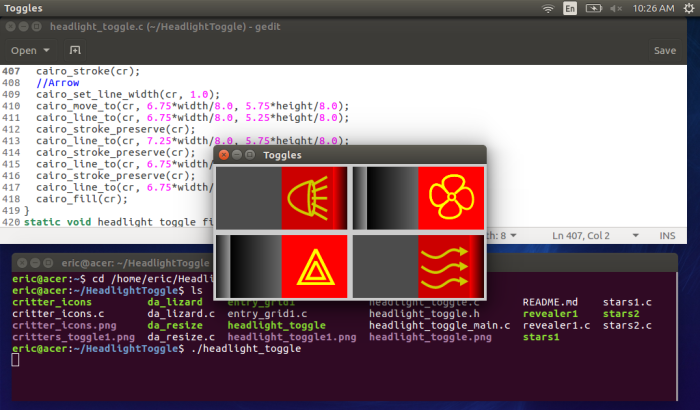 Toggles
En
10:26 AM
headlight_toggle.c (~/HeadlightToggle) - gedit
Open
Save
407 cairo_stroke(cr);
408 //Arrow
409 cairo_set_line_width(cr, 1.0);
410 cairo_move_to(cr, 6.75*width/8.0, 5.75*height/8.0);
411 cairo_line_to(cr, 6.75*width/8.0, 5.25*height/8.0);
412 cairo_stroke_preserve(cr);
413 cairo_line_to(cr, 7.25*width/8.0, 5.75*height/8.0);
414 cairo_stroke_preserve(cr);
415 cairo_line_to(cr, 6.75*
416 cairo_stroke_preserve(
417 cairo_line_to(cr, 6.75*
418 cairo_fill(cr);
419 }
420 static void headlight_toggle_fi
Toggles
th: 8
Ln 407, Col 2
INS
eric@acer: ~/HeadlightToggle
eric@acer:~$ cd /home/eric/Headli
eric@acer:~/HeadlightToggle$ ls
critter_icons da_lizard entry_grid1 headlight_toggle.c README.md stars1.c
critter_icons.c da_lizard.c entry_grid1.c headlight_toggle.h revealer1 stars2
critter_icons.png da_resize headlight_toggle headlight_toggle_main.c revealer1.c stars2.c
critters_toggle1.png da_resize.c headlight_toggle1.png headlight_toggle.png stars1
eric@acer:~/HeadlightToggle$ ./headlight_toggle